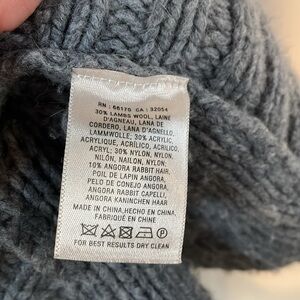 RN : 66170 CA : 32054
30% LAMBS WOOL, LAINE
D'AGNEAU, LANA DE
CORDERO, LANA D'AGNELLO,
LAMMWOLLE, 30% ACRYLIC,
ACRYLIQUE, ACRÍLICO, ACRILICO,
ACRYL; 30% NYLON, NYLON,
NILÓN, NAILON, NYLON;
10% ANGORA RABBIT HAIR,
POIL DE LAPIN ANGORA,
PELO DE CONEJO ANGORA,
ANGORA RABBIT CAPELLI,
ANGORA KANINCHEN HAAR
MADE IN CHINA,HECHO EN CHINA,
FABRIQUÉ EN CHINE
FOR BEST RESULTS DRY CLEAN